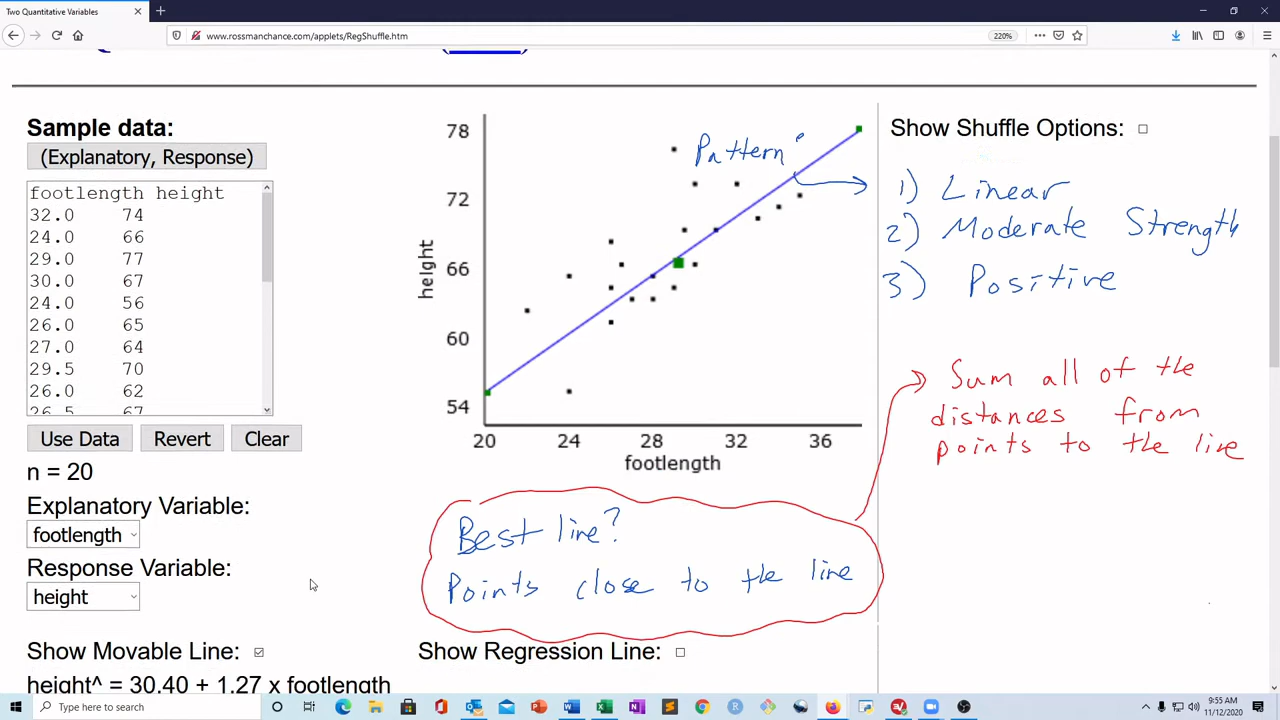 Two Quantitative Variables
www.rossmanchance.com/applets/RegShuffle.htm
220%
Sample data:
(Explanatory, Response)
footlength height
32.0 74
24.0 66
29.0 77
30.0 67
24.0 56
26.0 65
27.0 64
29.5 70
26.0 62
26.5 67
Use Data Revert Clear
n = 20
Explanatory Variable:
footlength
Response Variable:
height
Show Movable Line:
height^ = 30.40 + 1.27 x footlength
78
72
66
60
54
height
20 24 28 32 36
footlength
Pattern
Best line?
Points close to the line
Show Regression Line:
Show Shuffle Options:
1) Linear
2) Moderate Strength
3) Positive
Sum all of the
distances from
points to the line
Type here to search
9:55 AM
11/12/2020